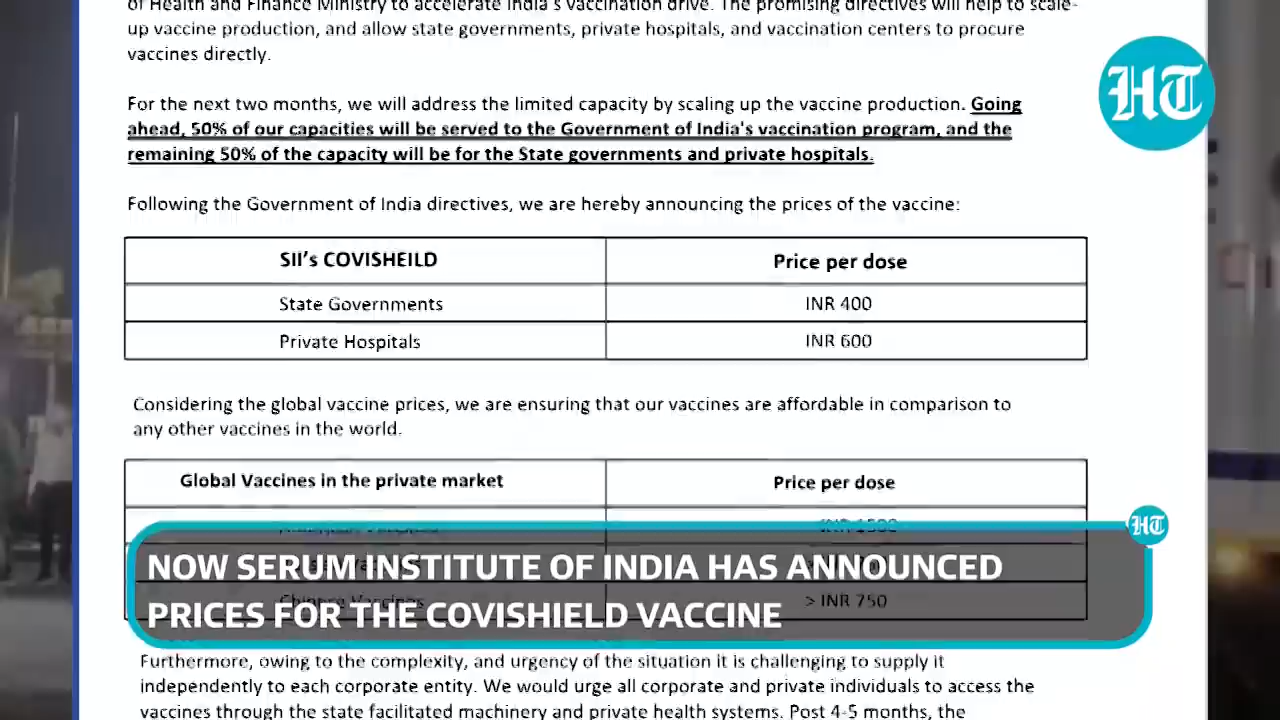 of Health and Finance Ministry to accelerate India's vaccination drive. The promising directives will help to scale-
up vaccine production, and allow state governments, private hospitals, and vaccination centers to procure
vaccines directly.
HT
For the next two months, we will address the limited capacity by scaling up the vaccine production. Going
ahead, 50% of our capacities will be served to the Government of India's vaccination program, and the
remaining 50% of the capacity will be for the State governments and private hospitals.
Following the Government of India directives, we are hereby announcing the prices of the vaccine:
SII's COVISHEILD Price per dose
State Governments INR 400
Private Hospitals INR 600
Considering the global vaccine prices, we are ensuring that our vaccines are affordable in comparison to
any other vaccines in the world.
Global Vaccines in the private market Price per dose
HT
NOW SERUM INSTITUTE OF INDIA HAS ANNOUNCED
PRICES FOR THE COVISHIELD VACCINE
> INR 750
Furthermore, owing to the complexity, and urgency of the situation it is challenging to supply it
independently to each corporate entity. We would urge all corporate and private individuals to access the
vaccines through the state facilitated machinery and private health systems. Post 4-5 months, the